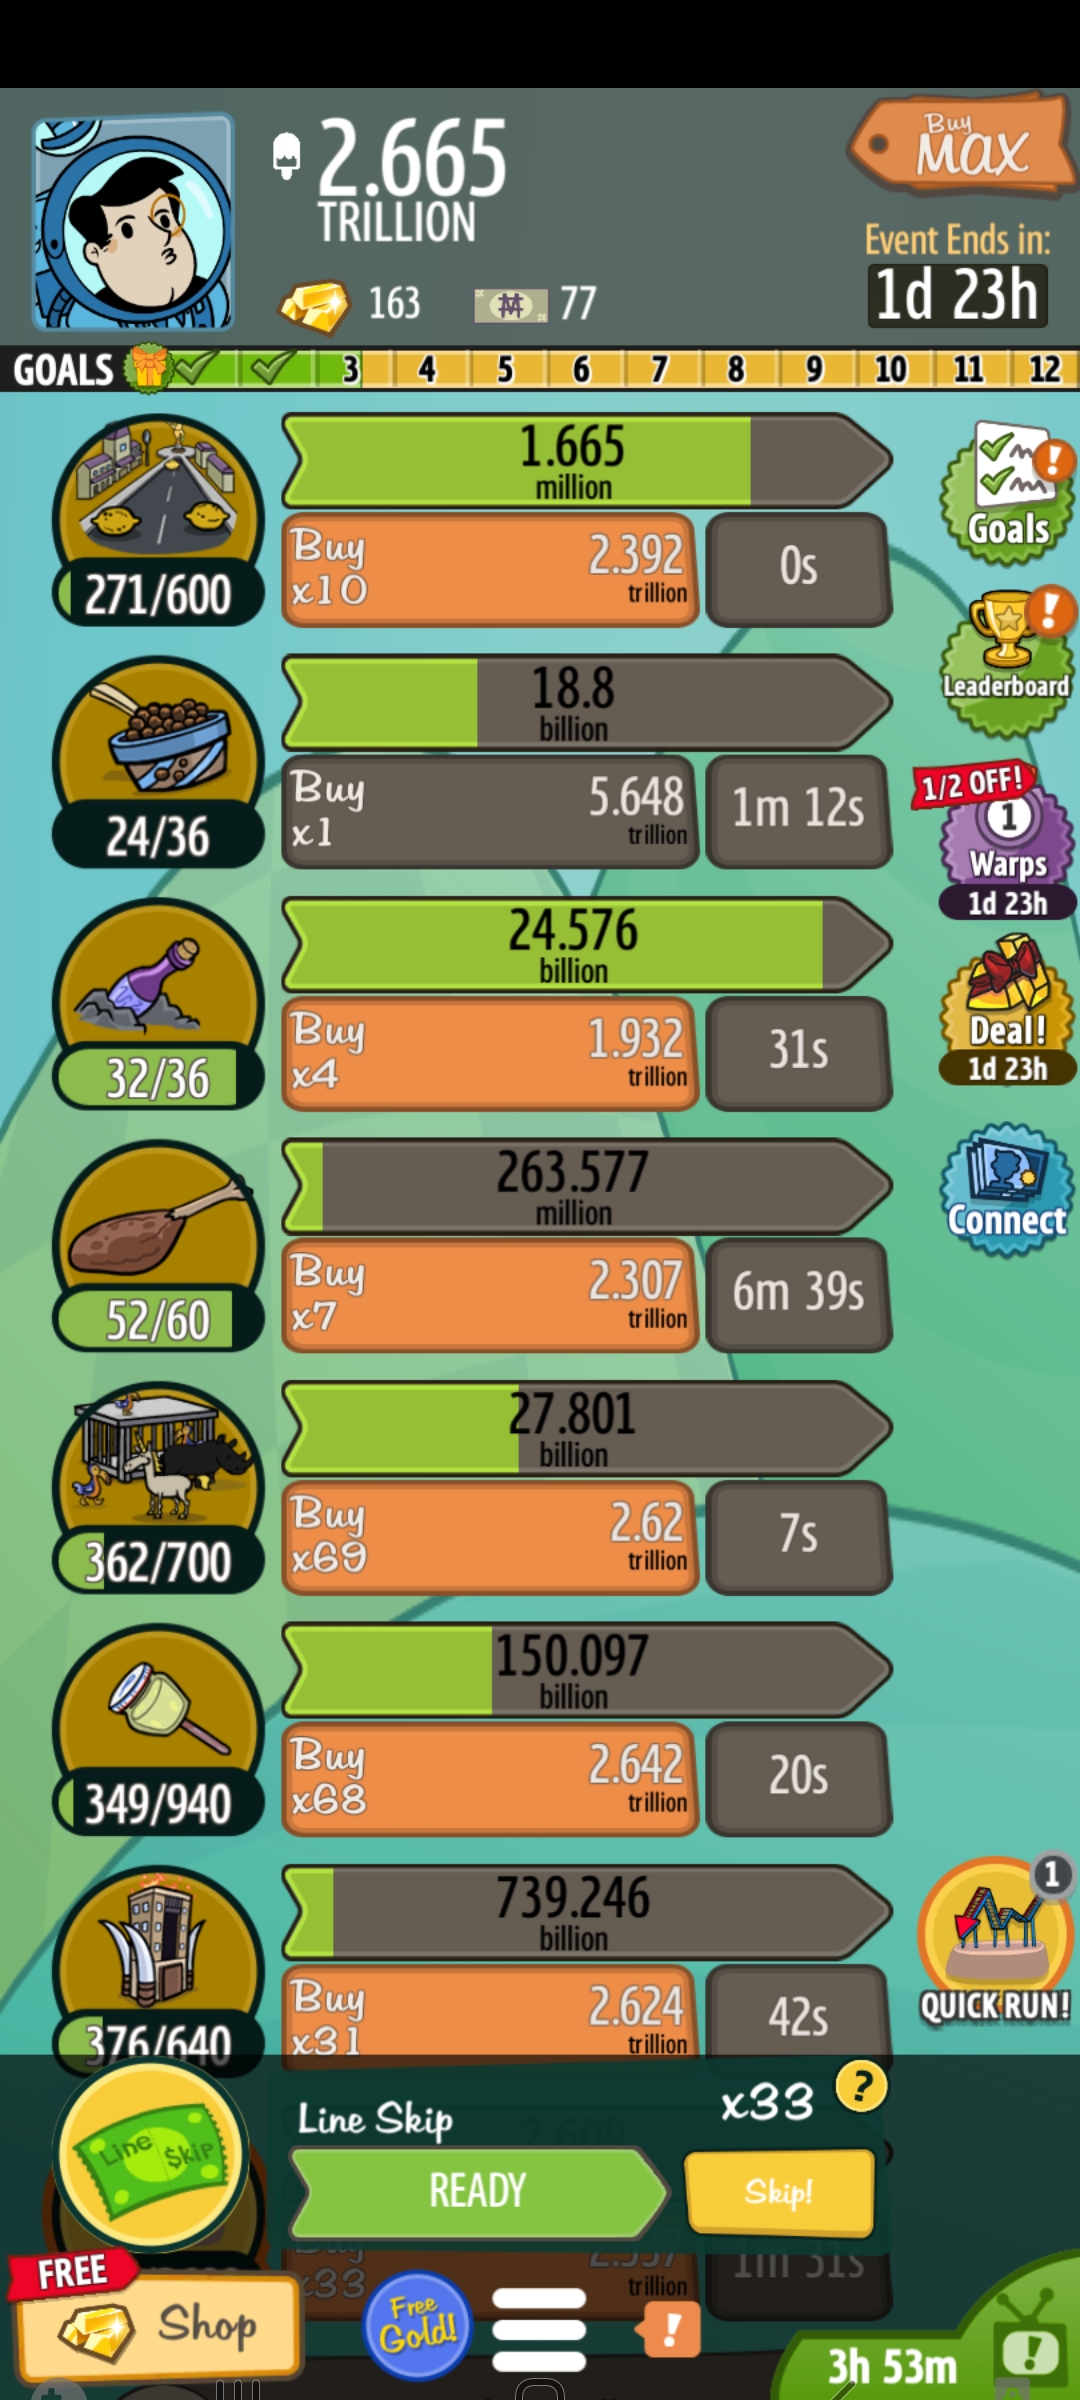 2.665
TRILLION
Buy
MAX
Event Ends in:
1d 23h
163
77
GOALS
3 4 5 6 7 8 9 10 11 12
1.665
million
Buy
x10
2.392
trillion
0s
271/600
Goals
Leaderboard
18.8
billion
Buy
x1
5.648
trillion
1m 12s
24/36
1/2 OFF!
1
Warps
1d 23h
24.576
billion
Buy
x4
1.932
trillion
31s
32/36
Deal!
1d 23h
263.577
million
Buy
x7
2.307
trillion
6m 39s
52/60
Connect
27.801
billion
Buy
x69
2.62
trillion
7s
362/700
150.097
billion
Buy
x68
2.642
trillion
20s
349/940
739.246
billion
Buy
x31
2.624
trillion
42s
376/640
1
QUICK RUN!
Line Skip
x33
?
Line $kip
READY
Skip!
Buy
x33
trillion
1m 31s
FREE
Shop
Free
Gold!
!
3h 53m